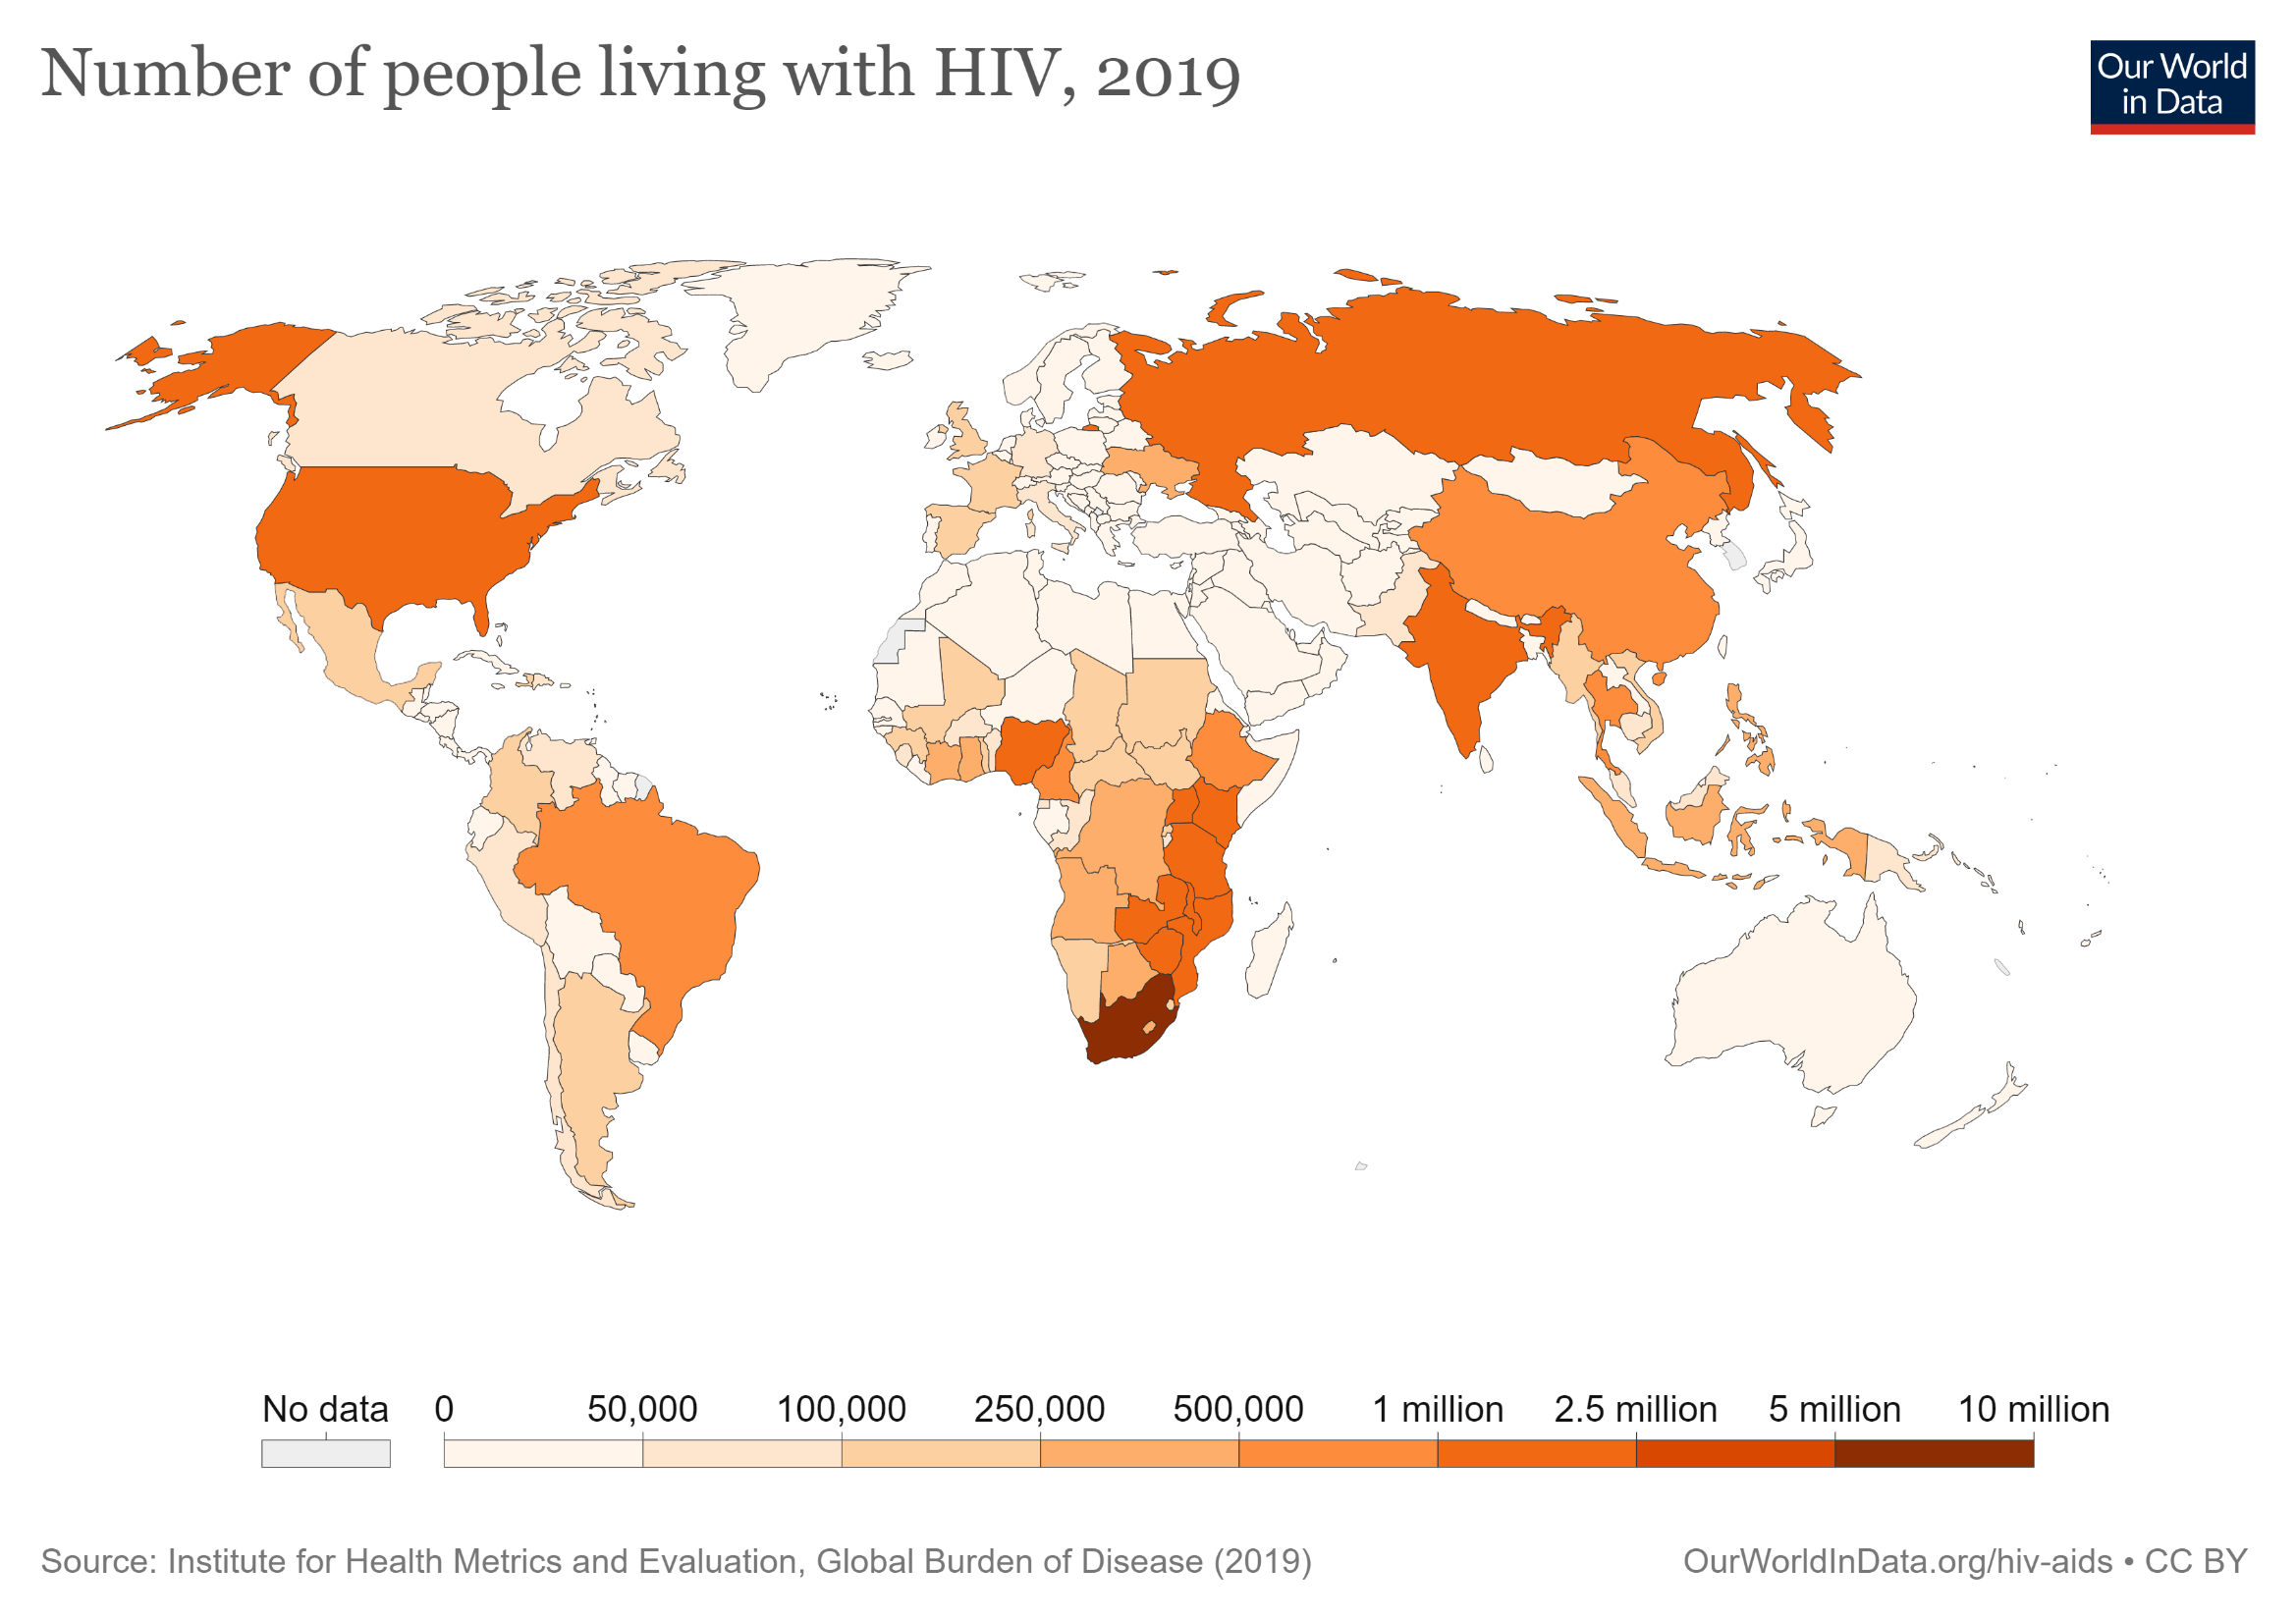 Number of people living with HIV, 2019
Our World
in Data
No data
0
50,000
100,000
250,000
500,000
1 million
2.5 million
5 million
10 million
Source: Institute for Health Metrics and Evaluation, Global Burden of Disease (2019)
OurWorldInData.org/hiv-aids • CC BY